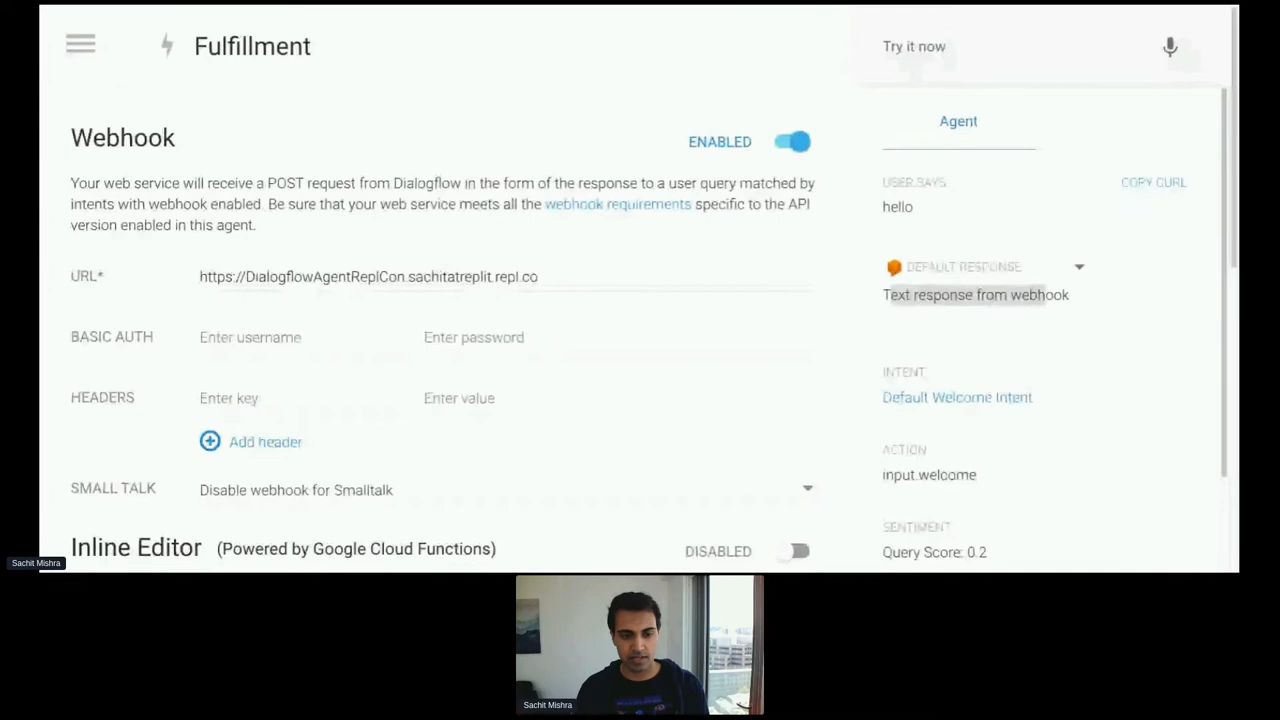 Fulfillment
Try it now
Webhook
ENABLED
Agent
Your web service will receive a POST request from Dialogflow in the form of the response to a user query matched by
intents with webhook enabled. Be sure that your web service meets all the webhook requirements specific to the API
version enabled in this agent.
USER SAYS
COPY CURL
hello
URL*
https://DialogflowAgentReplCon.sachitatreplit.repl.co
DEFAULT RESPONSE
Text response from webhook
BASIC AUTH
Enter username
Enter password
INTENT
Default Welcome Intent
HEADERS
Enter key
Enter value
Add header
ACTION
input.welcome
SMALL TALK
Disable webhook for Smalltalk
SENTIMENT
Query Score: 0.2
Inline Editor (Powered by Google Cloud Functions)
DISABLED
Sachit Mishra
Sachit Mishra